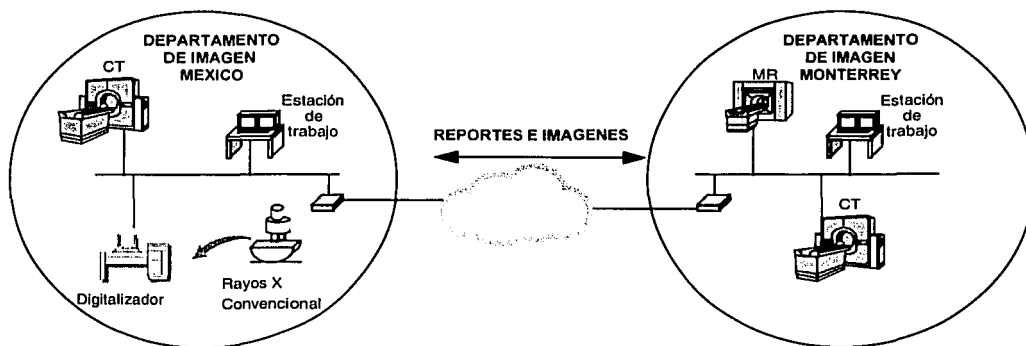 DEPARTAMENTO
DE IMAGEN
MEXICO
CT
Estación
de
trabajo
Digitalizador
Rayos X
Convencional
REPORTES E IMAGENES
DEPARTAMENTO
DE IMAGEN
MONTERREY
MR
Estación
de
trabajo
CT